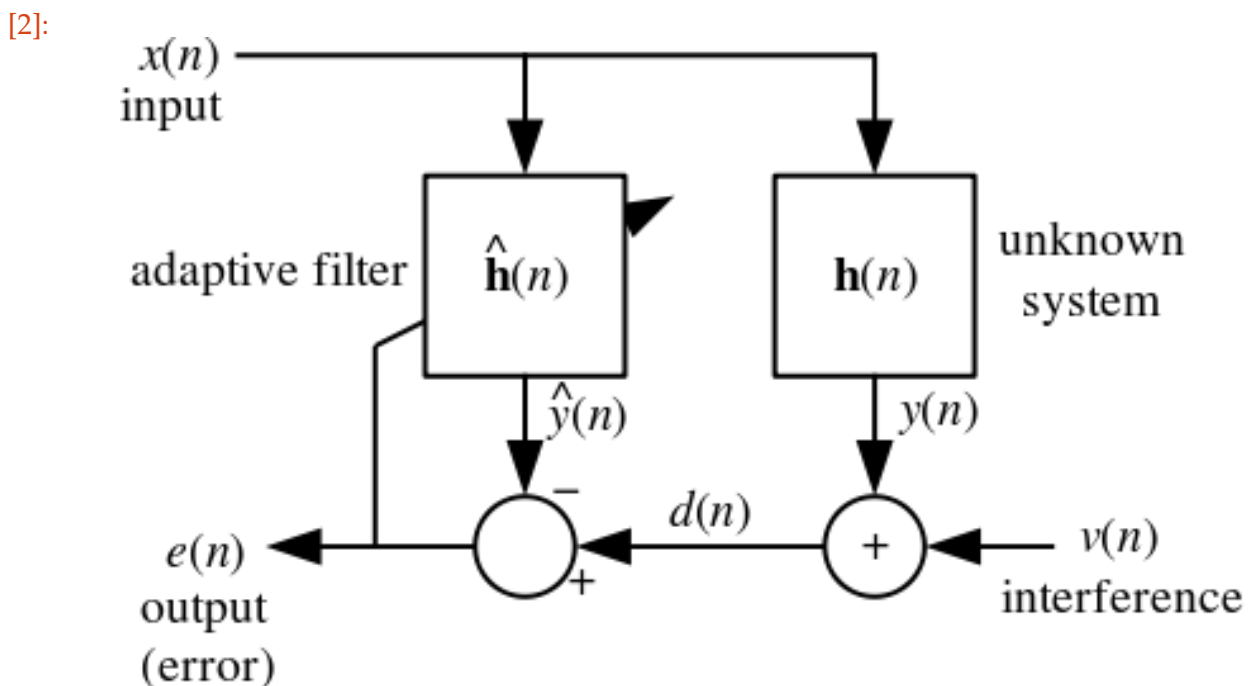 [2]:
x(n)
input
adaptive filter
ĥ(n)
h(n)
unknown
system
ŷ(n)
y(n)
−
d(n)
+
+
v(n)
interference
e(n)
output
(error)